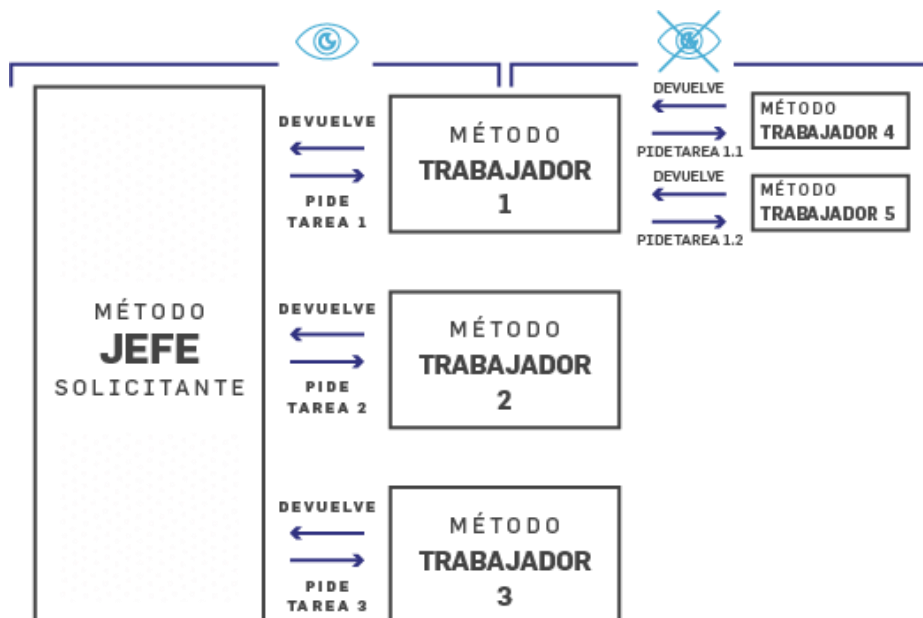 MÉTODO
JEFE
SOLICITANTE
DEVUELVE
PIDE
TAREA 1
MÉTODO
TRABAJADOR
1
DEVUELVE
PIDETAREA 1.1
MÉTODO
TRABAJADOR 4
DEVUELVE
PIDETAREA 1.2
MÉTODO
TRABAJADOR 5
DEVUELVE
PIDE
TAREA 2
MÉTODO
TRABAJADOR
2
DEVUELVE
PIDE
TAREA 3
MÉTODO
TRABAJADOR
3